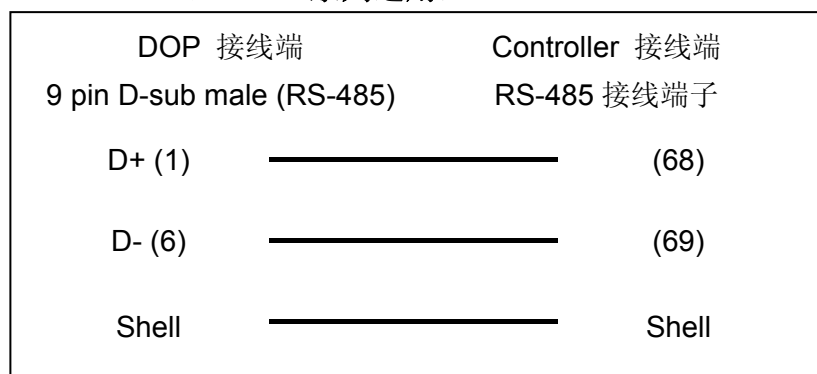 DOP 接线端 Controller 接线端
9 pin D-sub male (RS-485) RS-485 接线端子
D+ (1) (68)
D- (6) (69)
Shell Shell